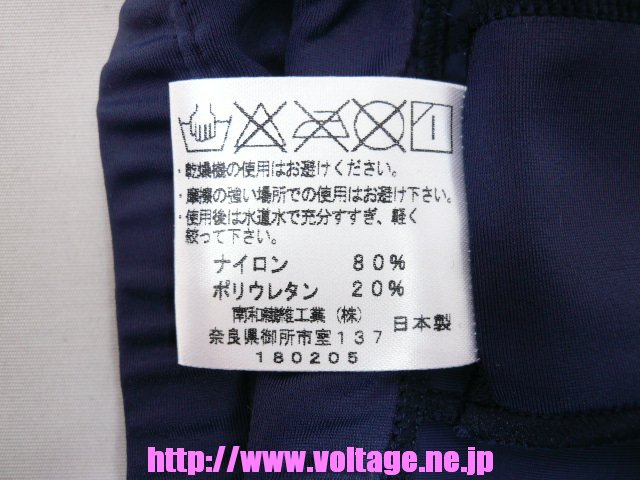 ・乾燥機の使用はお避けください。
・摩擦の強い場所での使用はお避け下さい。
・使用後は水道水で充分すすぎ、軽く
絞って下さい。
ナイロン 80%
ポリウレタン 20%
南和繊維工業(株)
日本製
奈良県御所市室137
180205
http://www.voltage.ne.jp